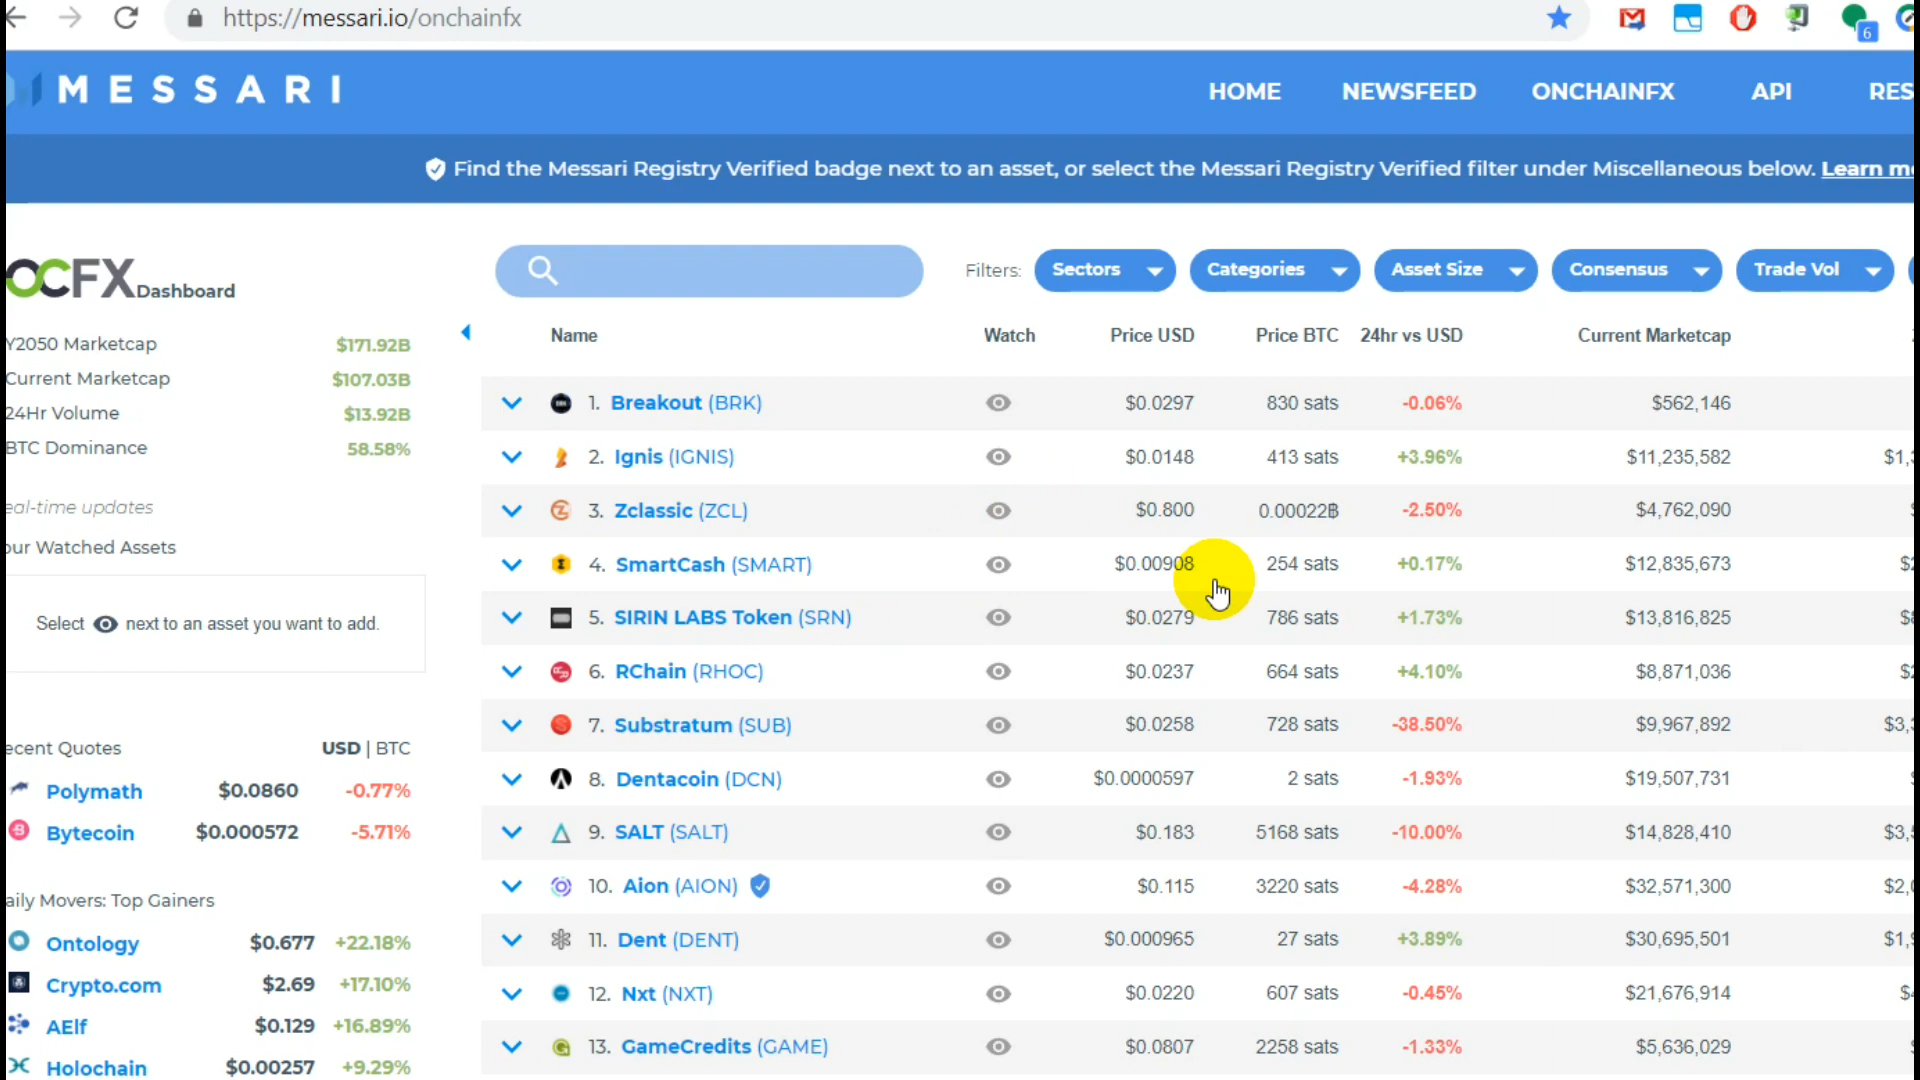 https://messari.io/onchainfx
6
MESSARI
HOME NEWSFEED ONCHAINFX API RES
Find the Messari Registry Verified badge next to an asset, or select the Messari Registry Verified filter under Miscellaneous below. Learn m
OCFX Dashboard
Y2050 Marketcap $171.92B
Current Marketcap $107.03B
24Hr Volume $13.92B
BTC Dominance 58.58%
eal-time updates
our Watched Assets
Select next to an asset you want to add.
ecent Quotes USD | BTC
Polymath $0.0860 -0.77%
Bytecoin $0.000572 -5.71%
aily Movers: Top Gainers
Ontology $0.677 +22.18%
Crypto.com $2.69 +17.10%
AElf $0.129 +16.89%
Holochain $0.00257 +9.29%
Filters: Sectors Categories Asset Size Consensus Trade Vol
Name Watch Price USD Price BTC 24hr vs USD Current Marketcap
1. Breakout (BRK) $0.0297 830 sats -0.06% $562,146
2. Ignis (IGNIS) $0.0148 413 sats +3.96% $11,235,582 $1,
3. Zclassic (ZCL) $0.800 0.00022฿ -2.50% $4,762,090
4. SmartCash (SMART) $0.00908 254 sats +0.17% $12,835,673
5. SIRIN LABS Token (SRN) $0.0279 786 sats +1.73% $13,816,825
6. RChain (RHOC) $0.0237 664 sats +4.10% $8,871,036
7. Substratum (SUB) $0.0258 728 sats -38.50% $9,967,892 $3,
8. Dentacoin (DCN) $0.0000597 2 sats -1.93% $19,507,731
9. SALT (SALT) $0.183 5168 sats -10.00% $14,828,410 $3,
10. Aion (AION) $0.115 3220 sats -4.28% $32,571,300 $2,
11. Dent (DENT) $0.000965 27 sats +3.89% $30,695,501 $1,
12. Nxt (NXT) $0.0220 607 sats -0.45% $21,676,914
13. GameCredits (GAME) $0.0807 2258 sats -1.33% $5,636,029